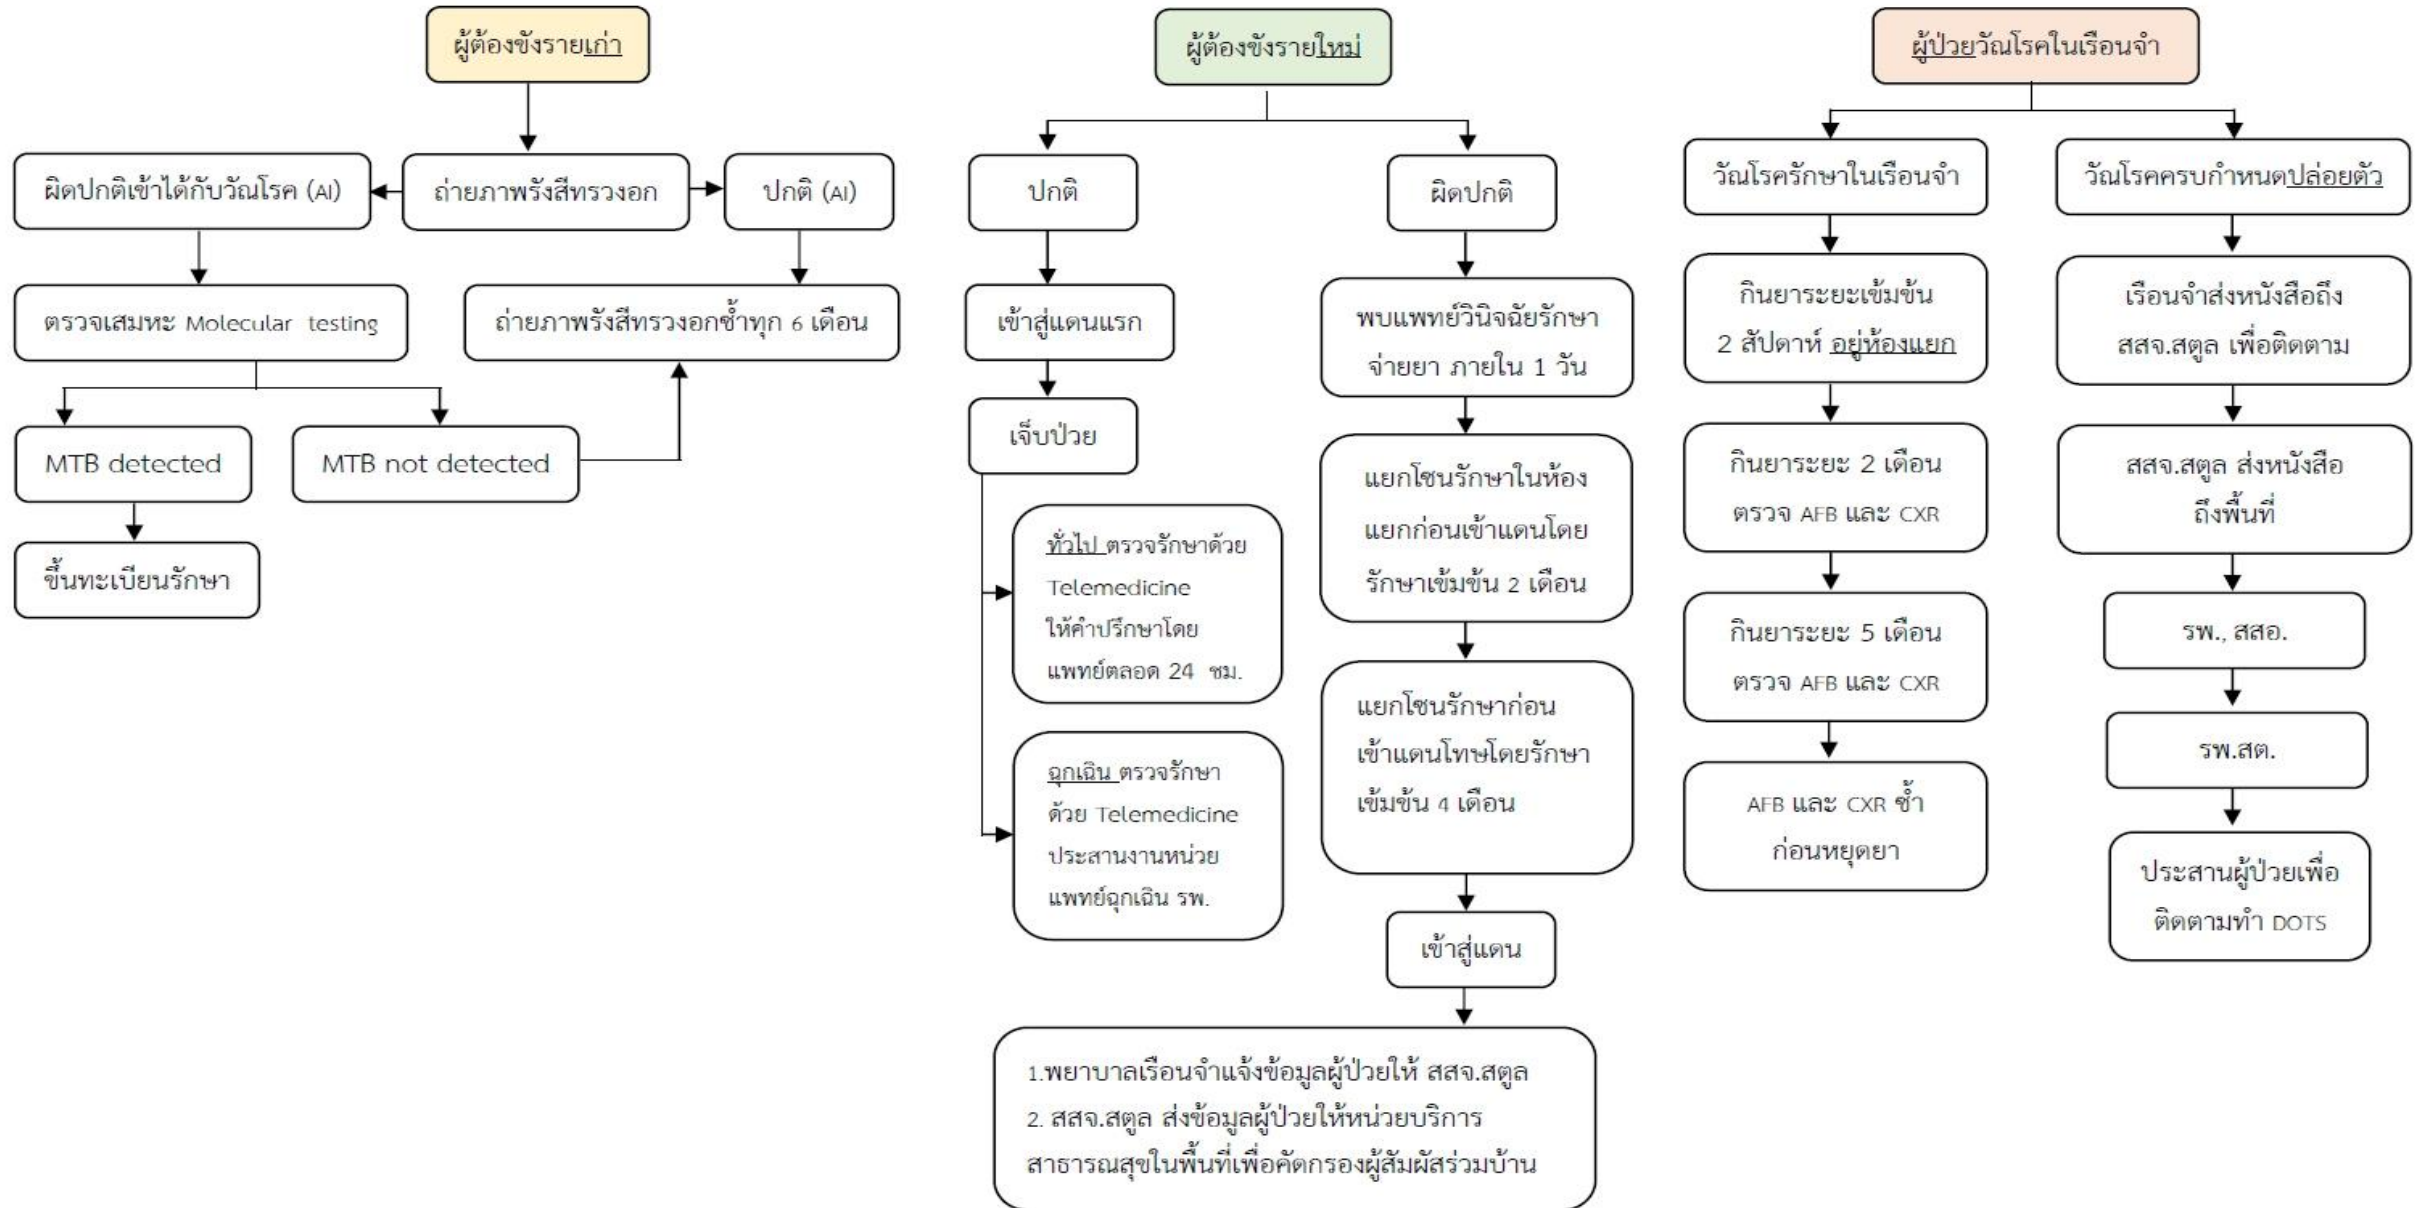 ผู้ต้องขังรายเก่า
ผิดปกติเข้าได้กับวัณโรค (AI)
ถ่ายภาพรังสีทรวงอก
ปกติ (AI)
ตรวจเสมหะ Molecular testing
ถ่ายภาพรังสีทรวงอกซ้ำทุก 6 เดือน
MTB detected
MTB not detected
ขึ้นทะเบียนรักษา
ผู้ต้องขังรายใหม่
ปกติ
เข้าสู่แดนแรก
เจ็บป่วย
ทั่วไป ตรวจรักษาด้วย
Telemedicine
ให้คำปรึกษาโดย
แพทย์ตลอด 24 ชม.
ฉุกเฉิน ตรวจรักษา
ด้วย Telemedicine
ประสานงานหน่วย
แพทย์ฉุกเฉิน รพ.
ผิดปกติ
พบแพทย์วินิจฉัยรักษา
จ่ายยา ภายใน 1 วัน
แยกโซนรักษาในห้อง
แยกก่อนเข้าแดนโดย
รักษาเข้มข้น 2 เดือน
แยกโซนรักษาก่อน
เข้าแดนโทษโดยรักษา
เข้มข้น 4 เดือน
เข้าสู่แดน
1.พยาบาลเรือนจำแจ้งข้อมูลผู้ป่วยให้ สสจ.สตูล
2. สสจ.สตูล ส่งข้อมูลผู้ป่วยให้หน่วยบริการ
สาธารณสุขในพื้นที่เพื่อคัดกรองผู้สัมผัสร่วมบ้าน
ผู้ป่วยวัณโรคในเรือนจำ
วัณโรครักษาในเรือนจำ
กินยาระยะเข้มข้น
2 สัปดาห์ อยู่ห้องแยก
กินยาระยะ 2 เดือน
ตรวจ AFB และ CXR
กินยาระยะ 5 เดือน
ตรวจ AFB และ CXR
AFB และ CXR ซ้ำ
ก่อนหยุดยา
วัณโรคครบกำหนดปล่อยตัว
เรือนจำส่งหนังสือถึง
สสจ.สตูล เพื่อติดตาม
สสจ.สตูล ส่งหนังสือ
ถึงพื้นที่
รพ., สสอ.
รพ.สต.
ประสานผู้ป่วยเพื่อ
ติดตามทำ DOTS